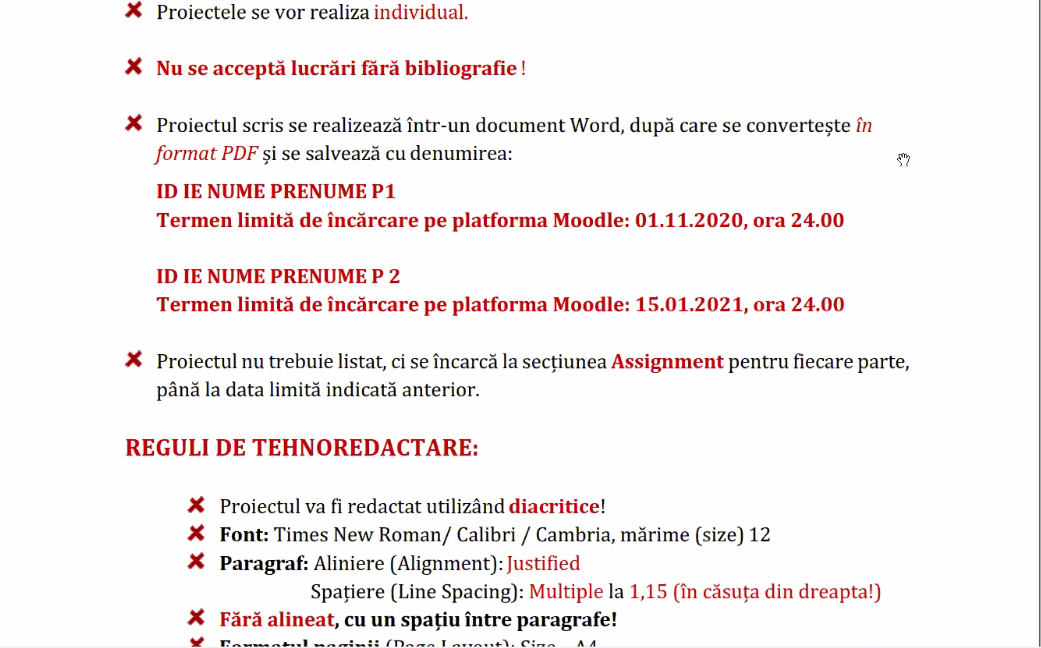 Proiectele se vor realiza individual.
Nu se acceptă lucrări fără bibliografie !
Proiectul scris se realizează într-un document Word, după care se convertește în
format PDF și se salvează cu denumirea:
ID IE NUME PRENUME P1
Termen limită de încărcare pe platforma Moodle: 01.11.2020, ora 24.00
ID IE NUME PRENUME P 2
Termen limită de încărcare pe platforma Moodle: 15.01.2021, ora 24.00
Proiectul nu trebuie listat, ci se încarcă la secțiunea Assignment pentru fiecare parte,
până la data limită indicată anterior.
REGULI DE TEHNOREDACTARE:
Proiectul va fi redactat utilizând diacritice!
Font: Times New Roman/ Calibri / Cambria, mărime (size) 12
Paragraf: Aliniere (Alignment): Justified
Spațiere (Line Spacing): Multiple la 1,15 (în căsuța din dreapta!)
Fără alineat, cu un spațiu între paragrafe!
Formatul paginii (Page Layout): Size – A4